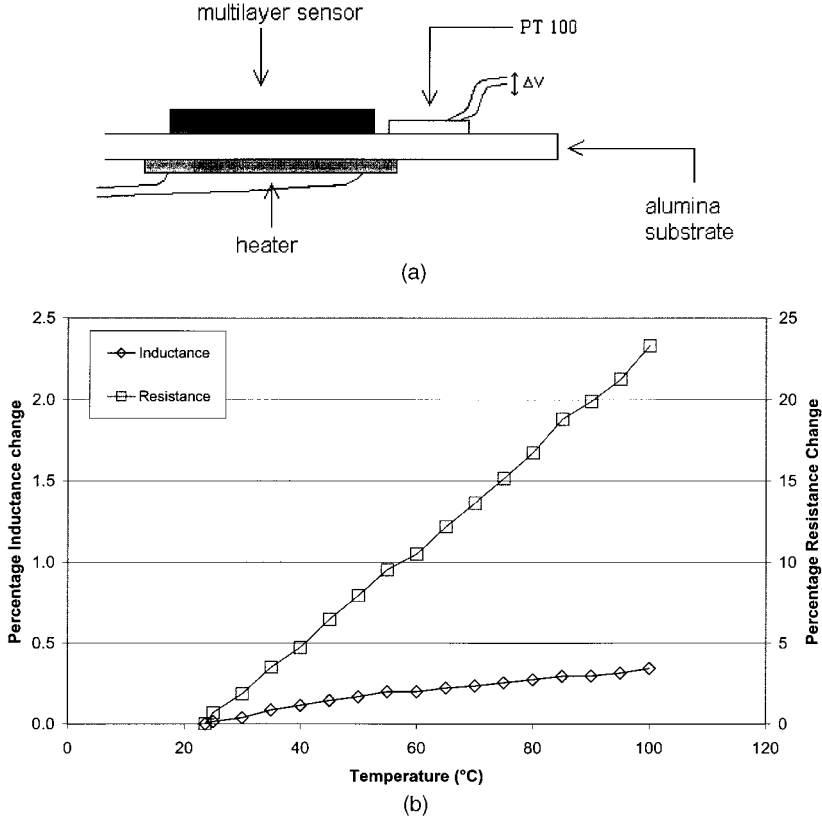 multilayer sensor
PT 100
ΔV
alumina
substrate
heater
(a)
Percentage Inductance change
2.5
2.0
1.5
1.0
0.5
0.0
Inductance
Resistance
25
20
15
10
5
0
Percentage Resistance Change
0 20 40 60 80 100 120
Temperature (°C)
(b)